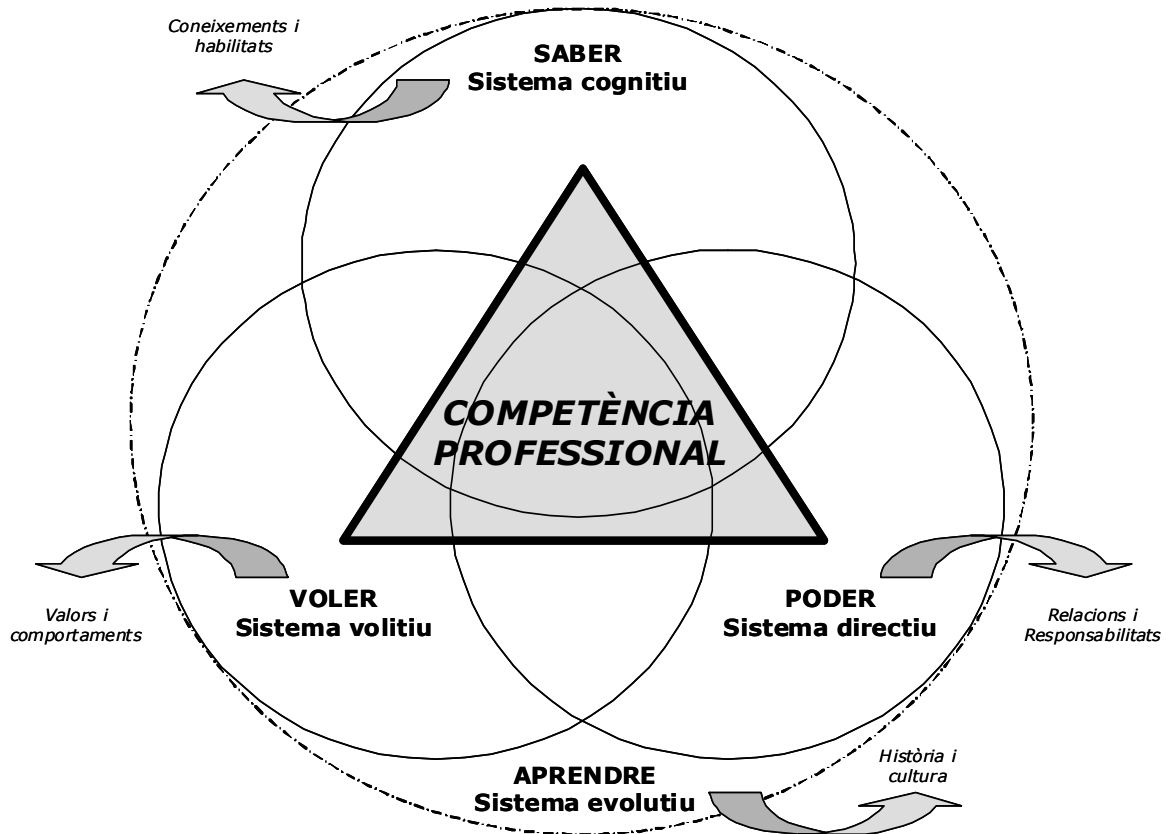 Coneixements i
habilitats
SABER
Sistema cognitiu
COMPETÈNCIA
PROFESSIONAL
VOLER
Sistema volitiu
PODER
Sistema directiu
Valors i
comportaments
Relacions i
Responsabilitats
APRENDRE
Sistema evolutiu
Història i
cultura